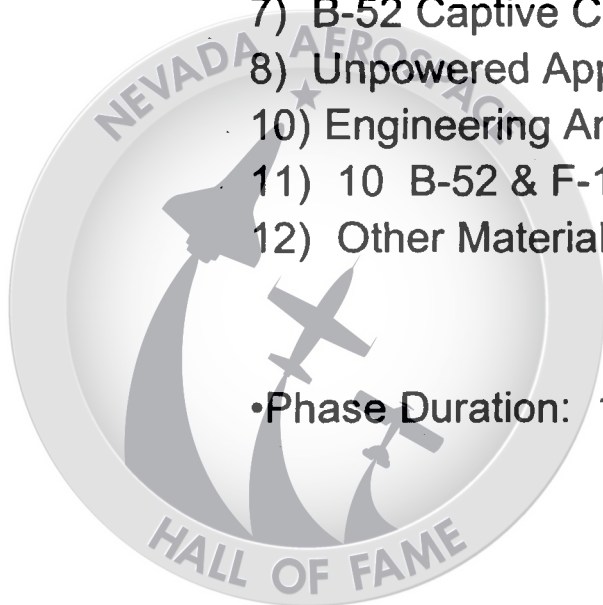 7) B-52 Captive C
8) Unpowered App
10) Engineering An
11) 10 B-52 & F-1
12) Other Material
•Phase Duration:
NEVADA AEROSPACE
HALL OF FAME